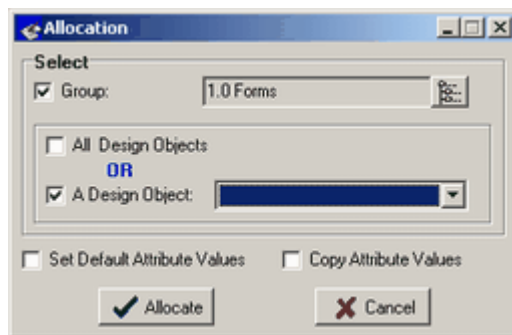 Allocation
Select
Group: 1.0 Forms
All Design Objects
OR
A Design Object:
Set Default Attribute Values Copy Attribute Values
Allocate Cancel